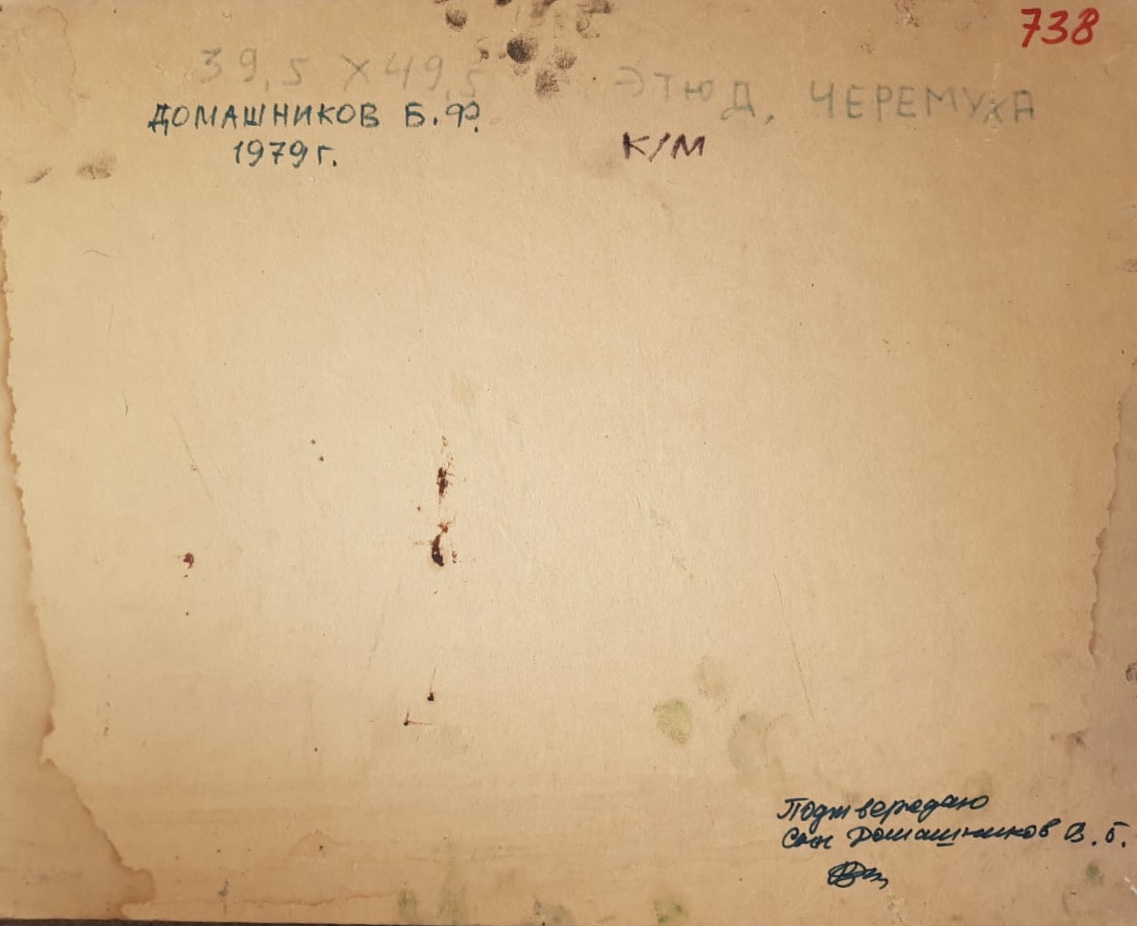 738
39,5 X 49,5
ЭТЮД, ЧЕРЕМУХА
ДОМАШНИКОВ Б.Ф.
1979 г.
К/М
Подтверждаю
Сын Домашников В.Б.